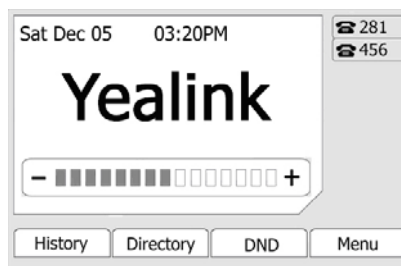 Sat Dec 05 03:20PM
281
456
Yealink
- +
History Directory DND Menu